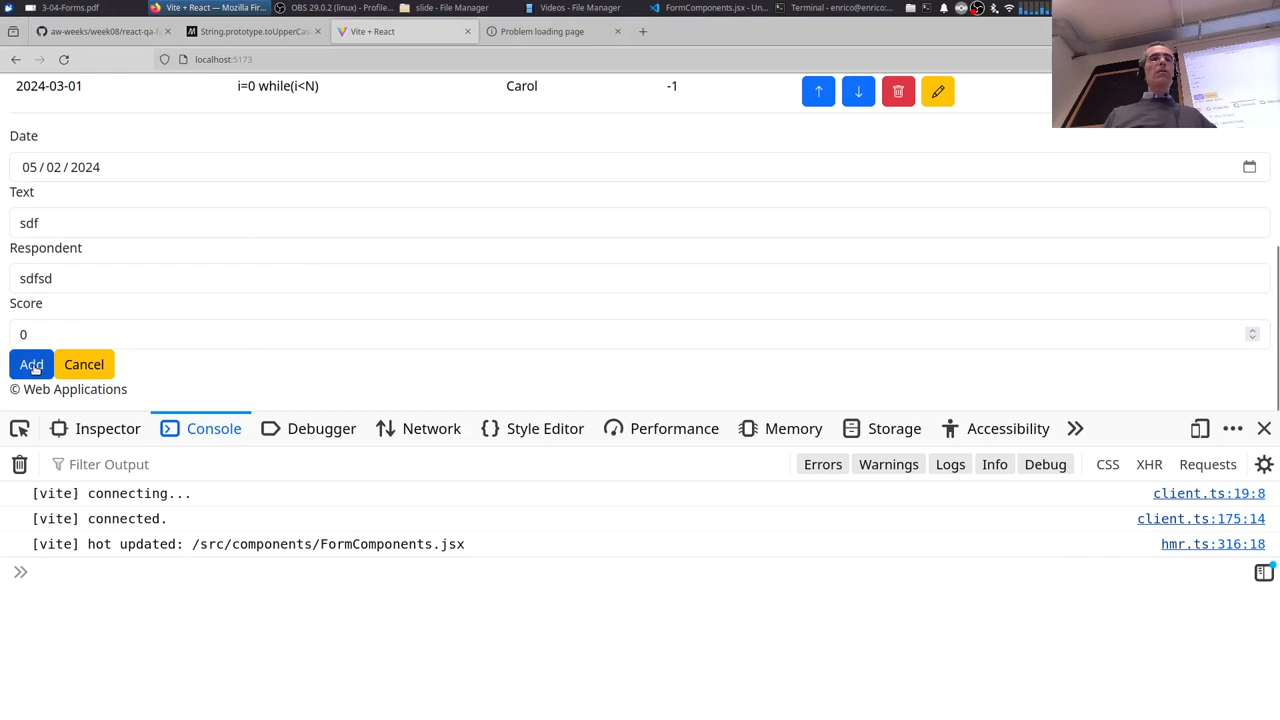 3-04-Forms.pdf
Vite + React — Mozilla Fir...
OBS 29.0.2 (linux) - Profile...
slide - File Manager
Videos - File Manager
FormComponents.jsx - Un...
Terminal - enrico@enrico:...
aw-weeks/week08/react-qa-f
String.prototype.toUpperCas
Vite + React
Problem loading page
localhost:5173
2024-03-01 i=0 while(i<N) Carol -1
Date
05/02/2024
Text
sdf
Respondent
sdfsd
Score
0
Add Cancel
© Web Applications
Inspector Console Debugger Network Style Editor Performance Memory Storage Accessibility
Filter Output Errors Warnings Logs Info Debug CSS XHR Requests
[vite] connecting... client.ts:19:8
[vite] connected. client.ts:175:14
[vite] hot updated: /src/components/FormComponents.jsx hmr.ts:316:18